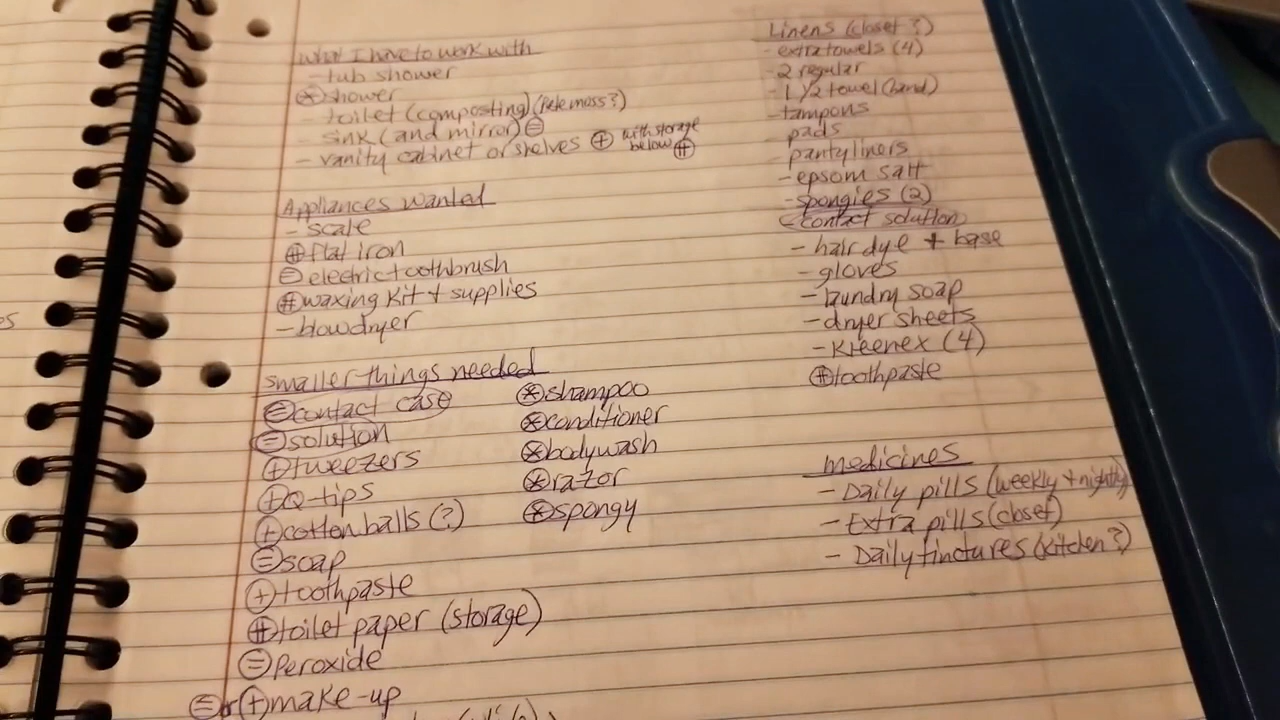 What I have to work with
- tub shower
⊛ shower
- toilet (composting) (Pete moss?)
- sink (and mirror) ⊖
- vanity cabinet or shelves ⊕ with storage below ⌗
Appliances Wanted
- scale
⌗ flat iron
⊖ electric toothbrush
⌗ waxing kit + supplies
- blowdryer
Smaller things needed
⊜ contact case
⊜ solution
⊕ tweezers
⊕ Q-tips
⊕ cotton balls (?)
⊜ soap
⊕ toothpaste
⌗ toilet paper (storage)
⊜ Peroxide
⊜ or ⊕ make-up
⊛ shampoo
⊛ conditioner
⊛ bodywash
⊛ razor
⊛ spongy
Linens (closet?)
- extra towels (4)
- 2 regular
- 1 1/2 towel (hand)
- tampons
- pads
- pantyliners
- epsom salt
- spongies (2)
contact solution
- hair dye + base
- gloves
- laundry soap
- dryer sheets
- Kleenex (4)
⊕ toothpaste
Medicines
- Daily pills (weekly + nightly)
- Extra pills (closet)
- Daily tinctures (kitchen?)
es